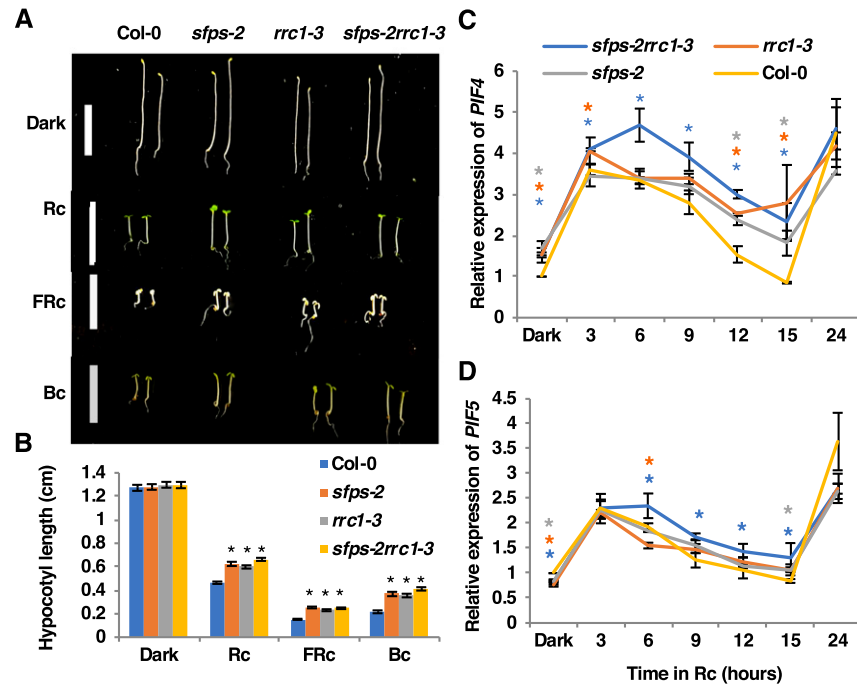 A
Col-0 sfps-2 rrc1-3 sfps-2rrc1-3
Dark
Rc
FRc
Bc
B
Hypocotyl length (cm)
1.4
1.2
1
0.8
0.6
0.4
0.2
0
Col-0
sfps-2
rrc1-3
sfps-2rrc1-3
* * *
* * *
* * *
Dark Rc FRc Bc
C
sfps-2rrc1-3 rrc1-3
sfps-2 Col-0
Relative expression of PIF4
6
5
4
3
2
1
0
* * *
* *
*
*
* * *
* * *
Dark 3 6 9 12 15 24
D
Relative expression of PIF5
4.5
4
3.5
3
2.5
2
1.5
1
0.5
0
* * *
* *
*
*
* *
Dark 3 6 9 12 15 24
Time in Rc (hours)